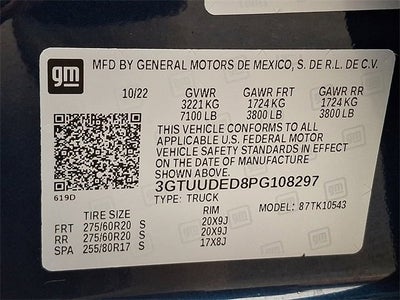 gm MFD BY GENERAL MOTORS DE MEXICO, S. DE R.L. DE C.V.
10/22 GVWR GAWR FRT GAWR RR
3221 KG 1724 KG 1724 KG
7100 LB 3800 LB 3800 LB
THIS VEHICLE CONFORMS TO ALL
APPLICABLE U.S. FEDERAL MOTOR
VEHICLE SAFETY STANDARDS IN EFFECT
ON THE DATE OF MANUFACTURE
SHOWN ABOVE.
619D 3GTUUDED8PG108297
TYPE: TRUCK MODEL: 87TK10543
TIRE SIZE RIM
FRT 275/60R20 S 20X9J
RR 275/60R20 S 20X9J
SPA 255/80R17 S 17X8J